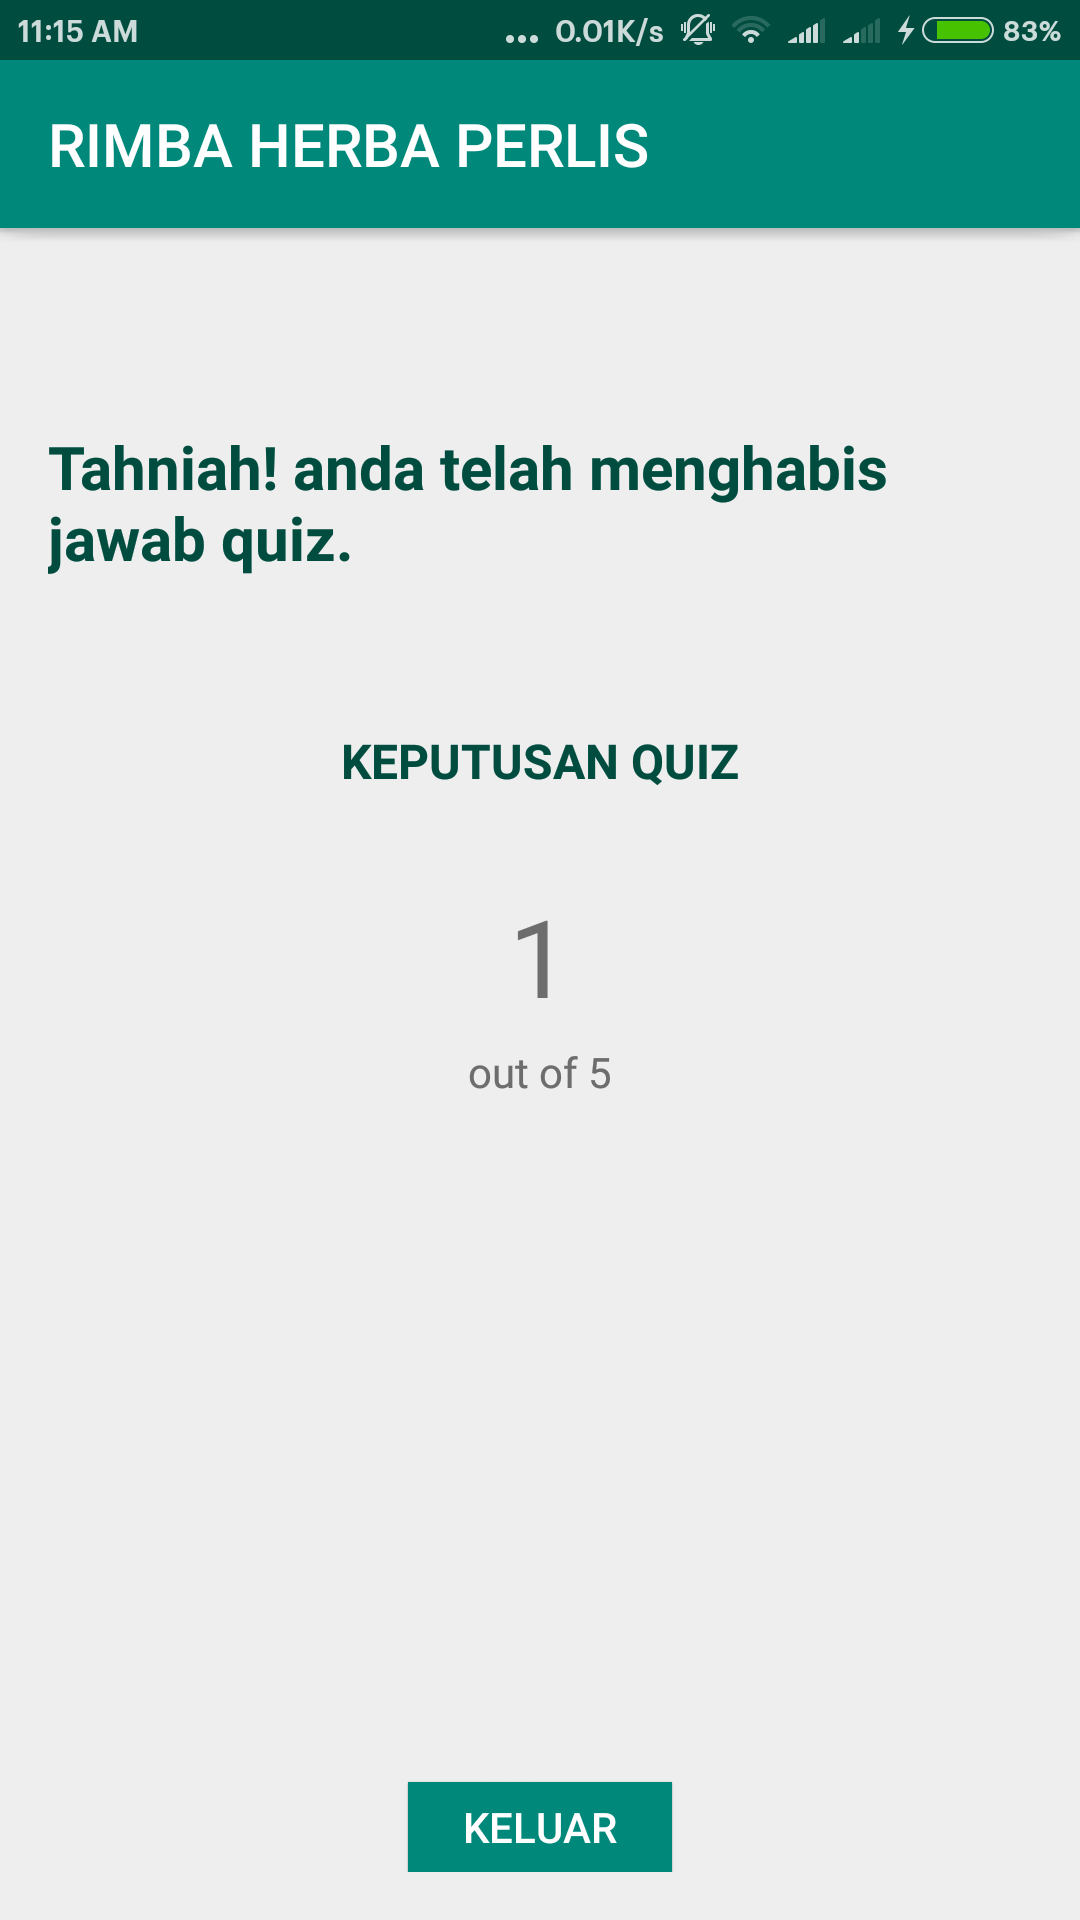 11:15 AM ... 0.01K/s 83%
RIMBA HERBA PERLIS
Tahniah! anda telah menghabis
jawab quiz.
KEPUTUSAN QUIZ
1
out of 5
KELUAR